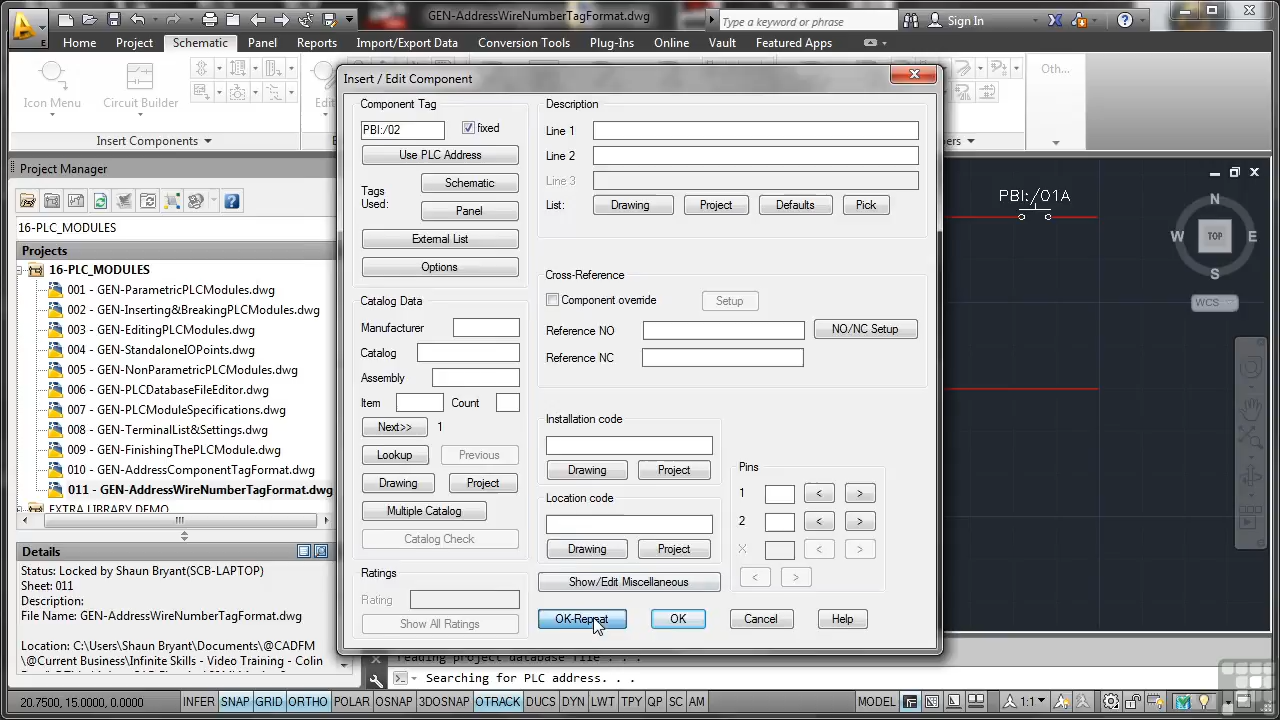 GEN-AddressWireNumberTagFormat.dwg
Type a keyword or phrase
Sign In
E
Home Project Schematic Panel Reports Import/Export Data Conversion Tools Plug-Ins Online Vault Featured Apps
Icon Menu
Circuit Builder
Oth...
Insert Components
Insert / Edit Component
Component Tag
PBI:/02
fixed
Use PLC Address
Tags Used:
Schematic
Panel
External List
Options
Catalog Data
Manufacturer
Catalog
Assembly
Item Count
Next>> 1
Lookup Previous
Drawing Project
Multiple Catalog
Catalog Check
Ratings
Rating
Show All Ratings
Description
Line 1
Line 2
Line 3
List: Drawing Project Defaults Pick
Cross-Reference
Component override Setup
Reference NO NO/NC Setup
Reference NC
Installation code
Drawing Project
Location code
Drawing Project
Show/Edit Miscellaneous
Pins
1 < >
2 < >
X < >
< >
OK-Repeat OK Cancel Help
Project Manager
16-PLC_MODULES
Projects
16-PLC_MODULES
001 - GEN-ParametricPLCModules.dwg
002 - GEN-Inserting&BreakingPLCModules.dwg
003 - GEN-EditingPLCModules.dwg
004 - GEN-StandaloneIOPoints.dwg
005 - GEN-NonParametricPLCModules.dwg
006 - GEN-PLCDatabaseFileEditor.dwg
007 - GEN-PLCModuleSpecifications.dwg
008 - GEN-TerminalList&Settings.dwg
009 - GEN-FinishingThePLCModule.dwg
010 - GEN-AddressComponentTagFormat.dwg
011 - GEN-AddressWireNumberTagFormat.dwg
EXTRA LIBRARY DEMO
Details
Status: Locked by Shaun Bryant(SCB-LAPTOP)
Sheet: 011
Description:
File Name: GEN-AddressWireNumberTagFormat.dwg
Location: C:\Users\Shaun Bryant\Documents\@CADFM
\@Current Business\Infinite Skills - Video Training - Colin
PBI:/01A
N
W TOP E
S
WCS
reading project database file . . .
Searching for PLC address. . .
20.7500, 15.0000, 0.0000 INFER SNAP GRID ORTHO POLAR OSNAP 3DOSNAP OTRACK DUCS DYN LWT TPY QP SC AM MODEL 1:1